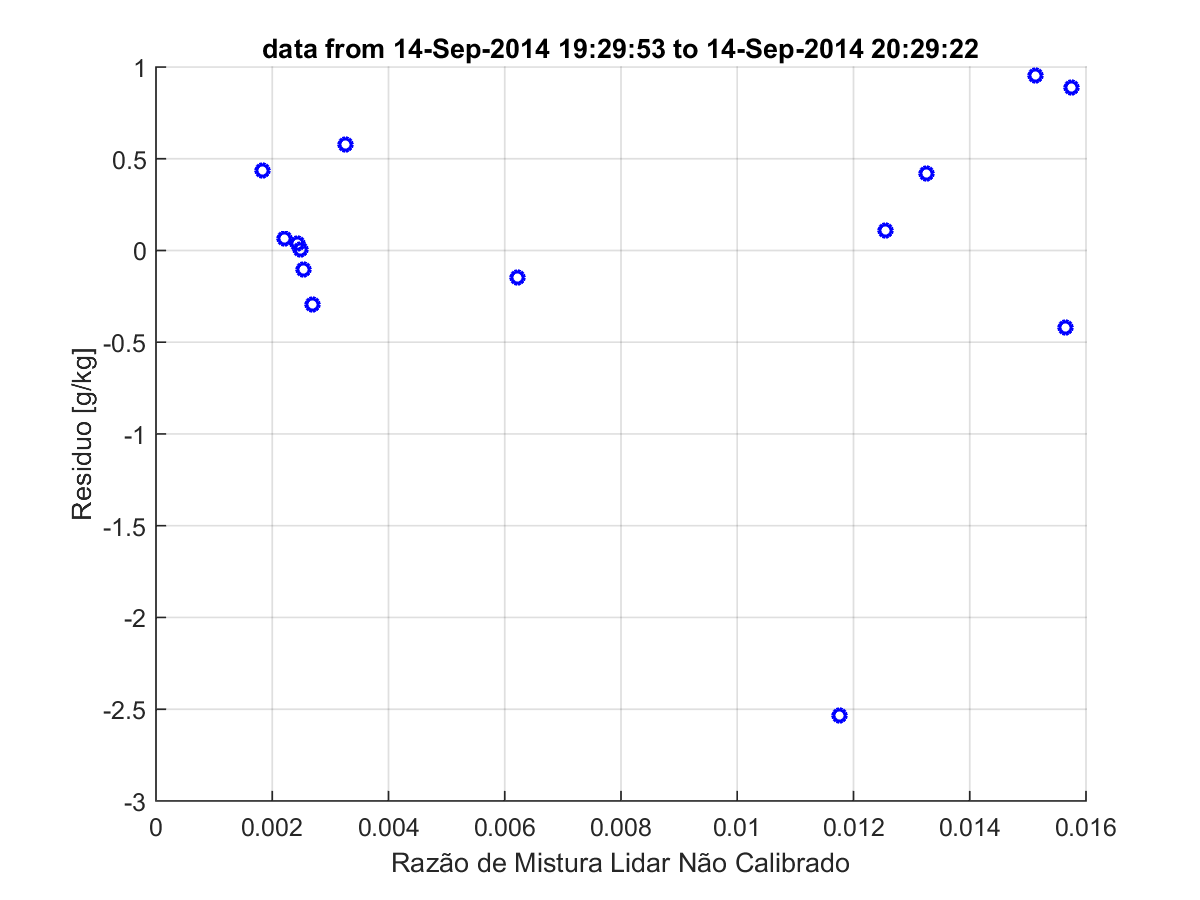 data from 14-Sep-2014 19:29:53 to 14-Sep-2014 20:29:22
1
0.5
0
-0.5
-1
-1.5
-2
-2.5
-3
Residuo [g/kg]
0 0.002 0.004 0.006 0.008 0.01 0.012 0.014 0.016
Razão de Mistura Lidar Não Calibrado